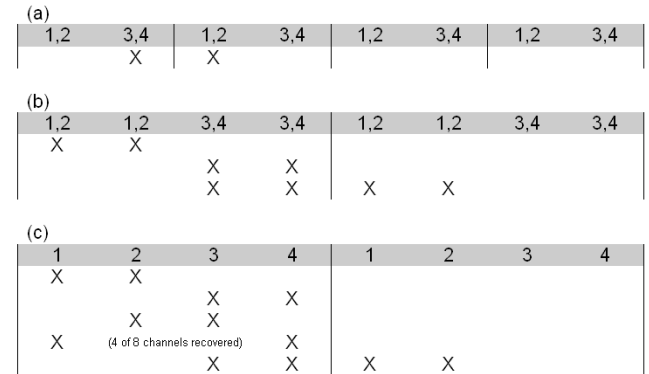 (a)
1,2 3,4 1,2 3,4 1,2 3,4 1,2 3,4
X X
(b)
1,2 1,2 3,4 3,4 1,2 1,2 3,4 3,4
X X
X X
X X X X
(c)
1 2 3 4 1 2 3 4
X X
X X
X X
X (4 of 8 channels recovered) X
X X X X